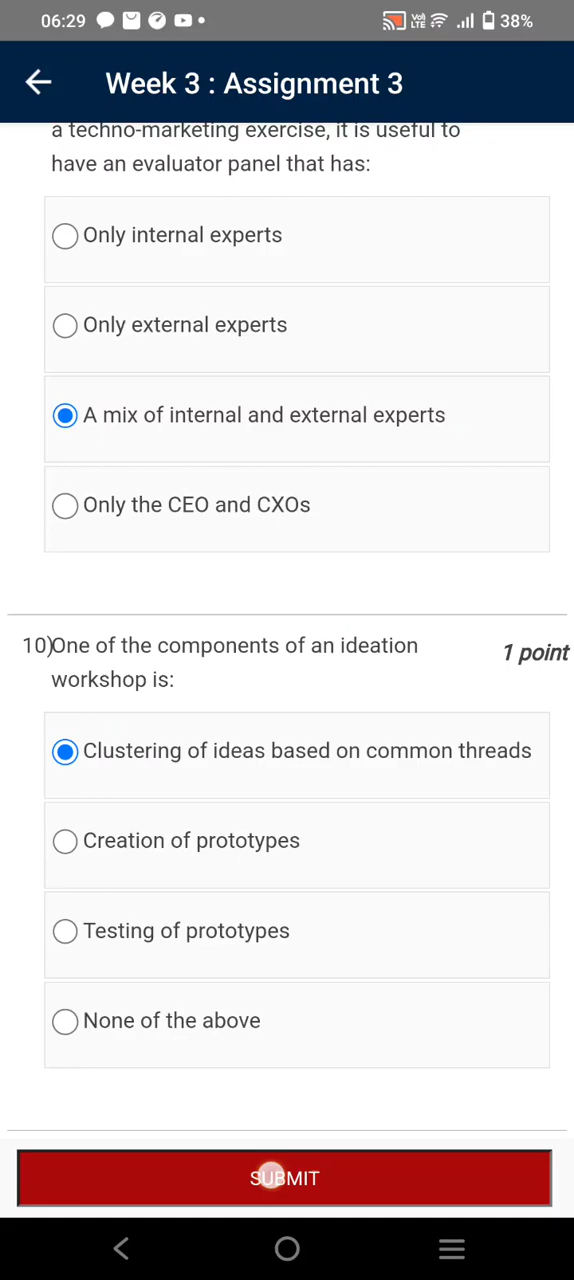 06:29
VoLTE 38%
Week 3 : Assignment 3
a techno-marketing exercise, it is useful to
have an evaluator panel that has:
Only internal experts
Only external experts
A mix of internal and external experts
Only the CEO and CXOs
10)One of the components of an ideation
1 point
workshop is:
Clustering of ideas based on common threads
Creation of prototypes
Testing of prototypes
None of the above
SUBMIT